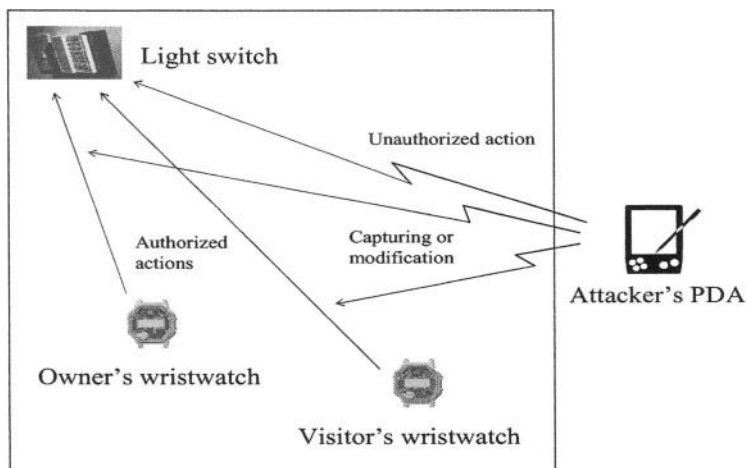 Light switch
Unauthorized action
Authorized
actions
Capturing or
modification
Attacker's PDA
Owner's wristwatch
Visitor's wristwatch